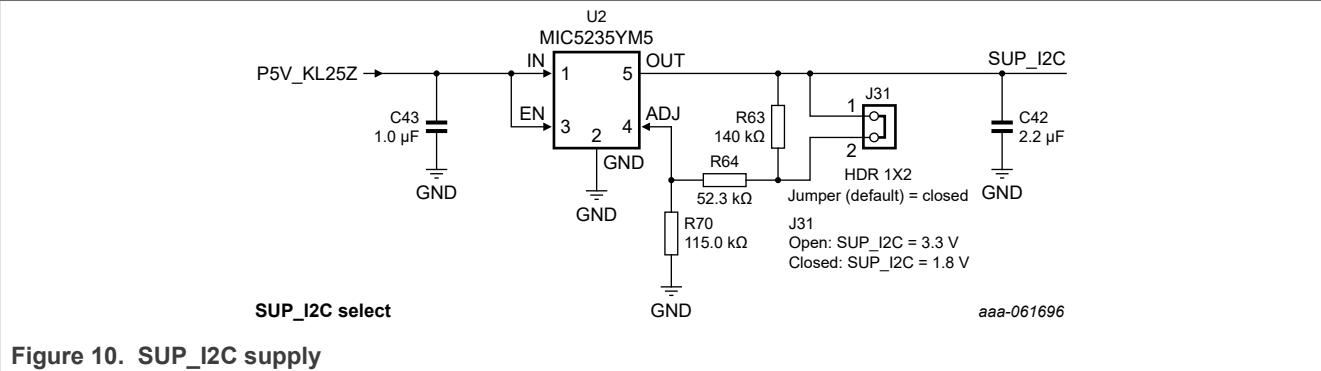 U2
MIC5235YM5
P5V_KL25Z
IN
1
5
OUT
SUP_I2C
C43
1.0 µF
EN
3
2
4
ADJ
GND
R63
140 kΩ
J31
1
2
C42
2.2 µF
GND
GND
R64
52.3 kΩ
HDR 1X2
Jumper (default) = closed
GND
R70
115.0 kΩ
J31
Open: SUP_I2C = 3.3 V
Closed: SUP_I2C = 1.8 V
GND
SUP_I2C select
aaa-061696
Figure 10. SUP_I2C supply